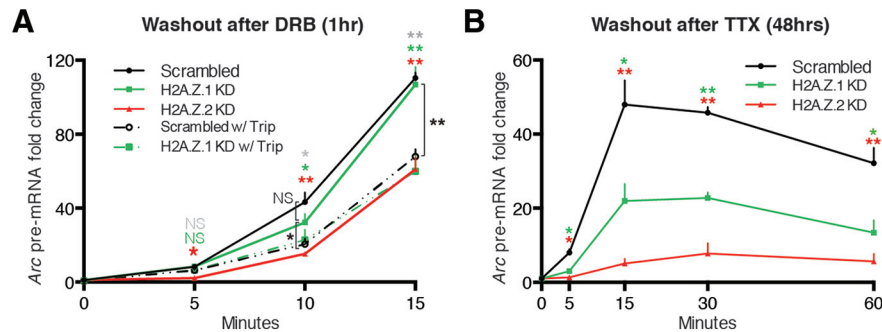 A
Washout after DRB (1hr)
Arc pre-mRNA fold change
120
80
40
0
Scrambled
H2A.Z.1 KD
H2A.Z.2 KD
Scrambled w/ Trip
H2A.Z.1 KD w/ Trip
**
**
**
**
*
*
**
NS
*
NS
NS
*
0
5
10
15
Minutes
B
Washout after TTX (48hrs)
Arc pre-mRNA fold change
60
40
20
0
Scrambled
H2A.Z.1 KD
H2A.Z.2 KD
*
*
*
**
**
**
*
**
0
5
15
30
60
Minutes